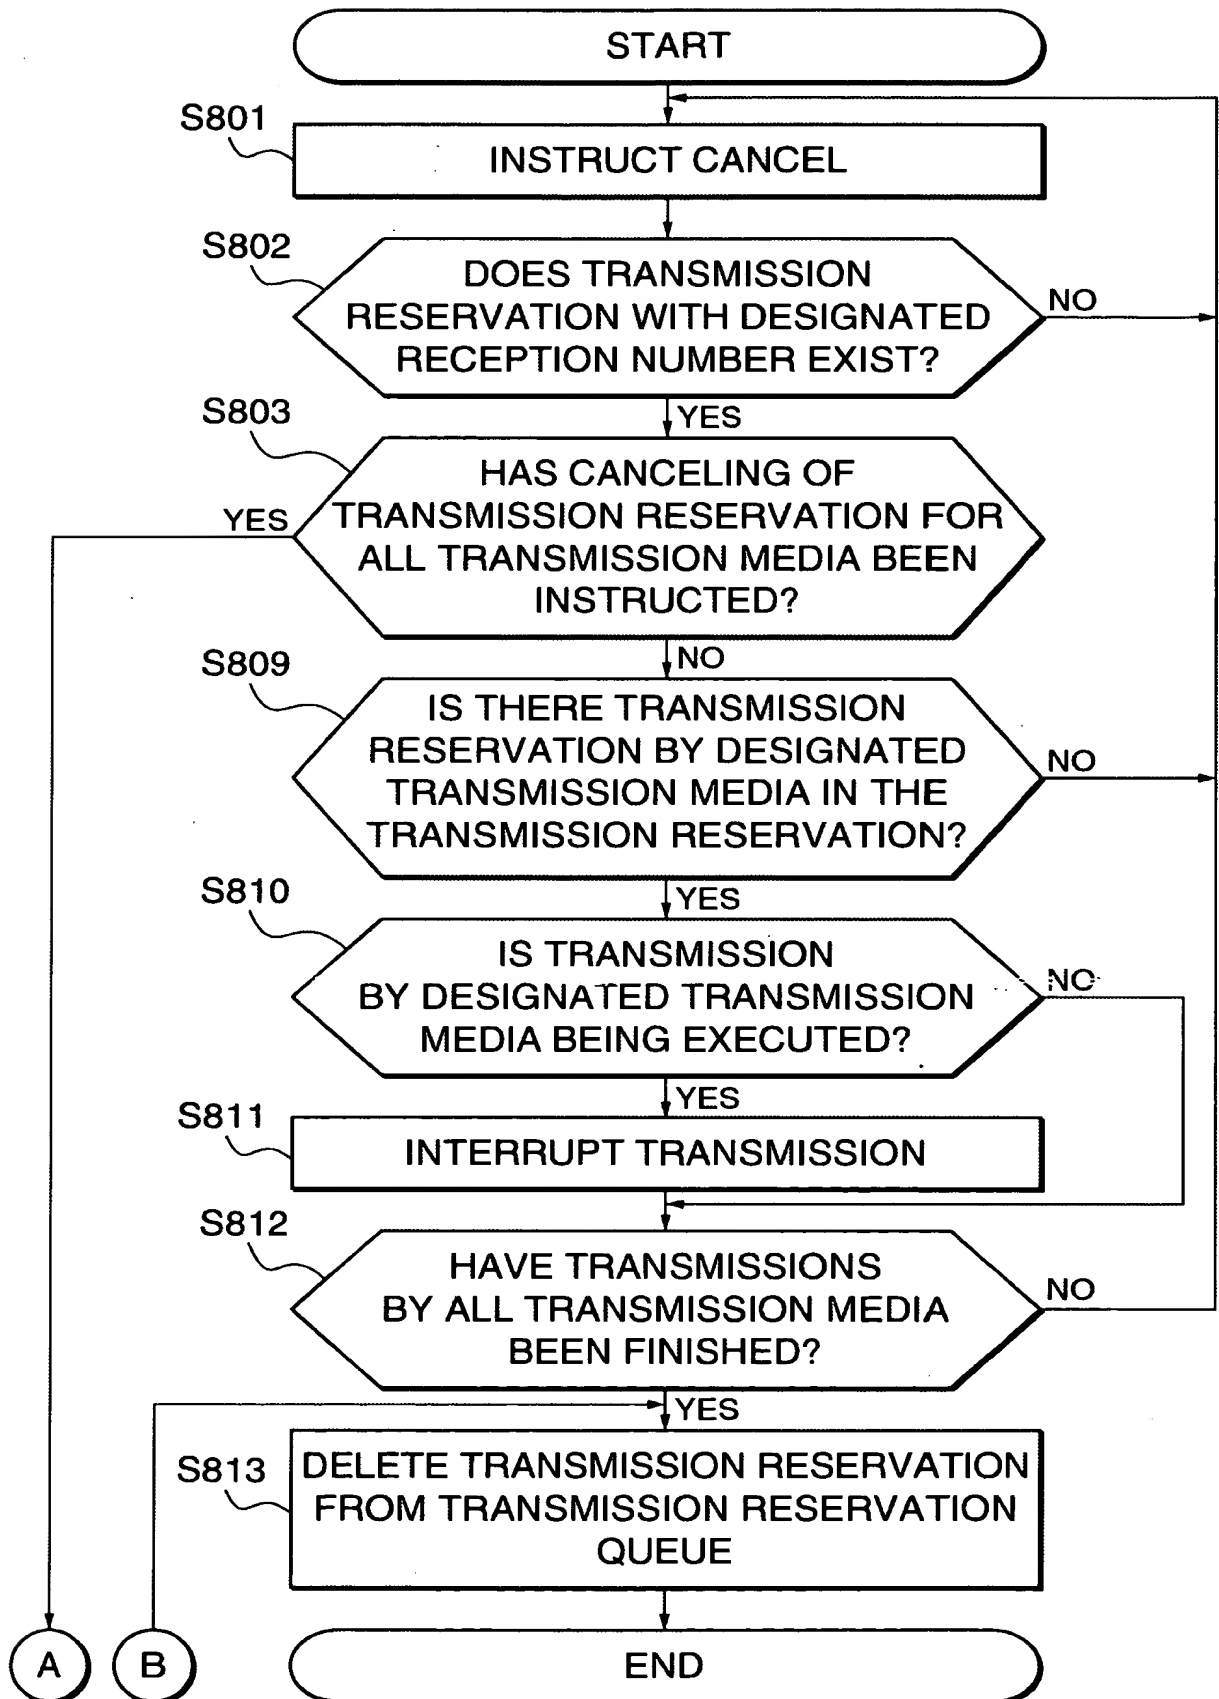 START
S801
INSTRUCT CANCEL
S802
DOES TRANSMISSION
RESERVATION WITH DESIGNATED
RECEPTION NUMBER EXIST?
NO
YES
S803
HAS CANCELING OF
TRANSMISSION RESERVATION FOR
ALL TRANSMISSION MEDIA BEEN
INSTRUCTED?
YES
NO
S809
IS THERE TRANSMISSION
RESERVATION BY DESIGNATED
TRANSMISSION MEDIA IN THE
TRANSMISSION RESERVATION?
NO
YES
S810
IS TRANSMISSION
BY DESIGNATED TRANSMISSION
MEDIA BEING EXECUTED?
NO
YES
S811
INTERRUPT TRANSMISSION
S812
HAVE TRANSMISSIONS
BY ALL TRANSMISSION MEDIA
BEEN FINISHED?
NO
YES
S813
DELETE TRANSMISSION RESERVATION
FROM TRANSMISSION RESERVATION
QUEUE
A
B
END